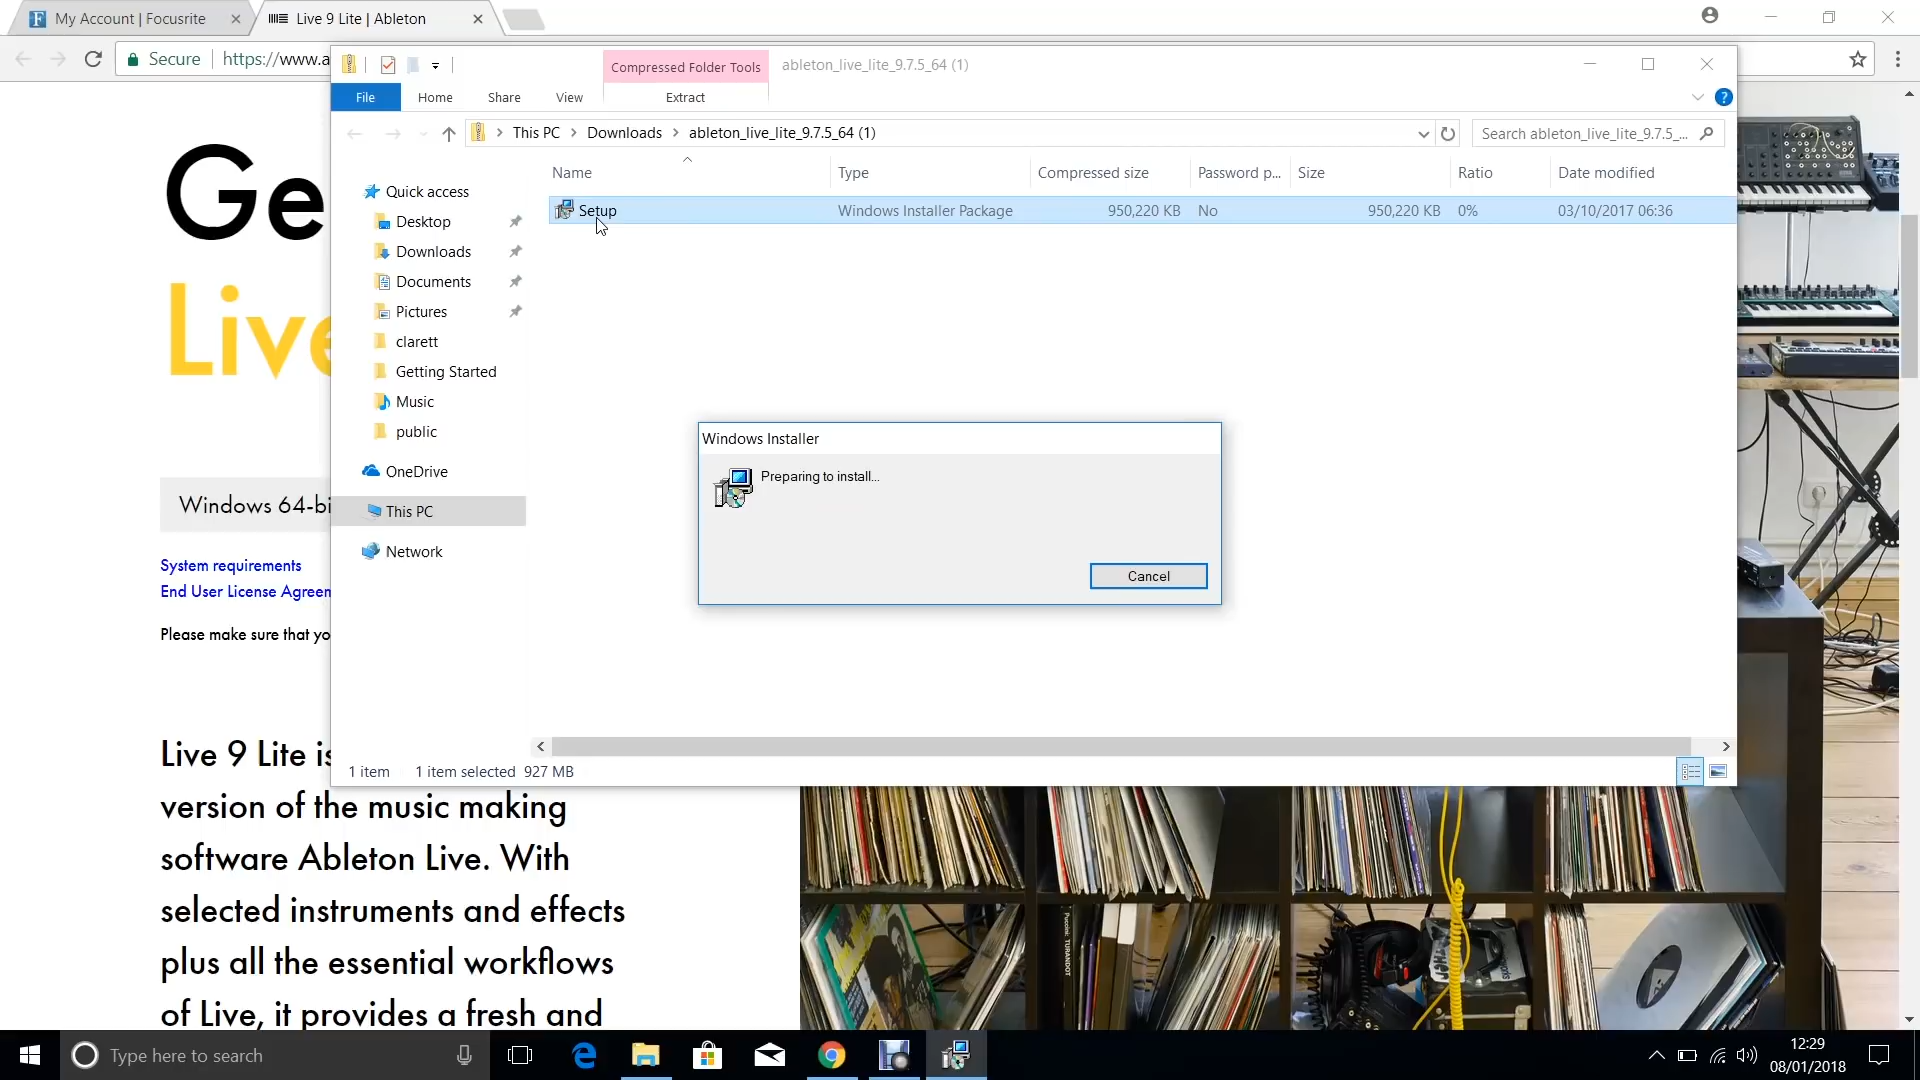 My Account | Focusrite
Live 9 Lite | Ableton
Secure
https://www.a
Compressed Folder Tools
ableton_live_lite_9.7.5_64 (1)
File
Home
Share
View
Extract
This PC
Downloads
ableton_live_lite_9.7.5_64 (1)
Search ableton_live_lite_9.7.5_...
Name
Type
Compressed size
Password p...
Size
Ratio
Date modified
Setup
Windows Installer Package
950,220 KB
No
950,220 KB
0%
03/10/2017 06:36
Quick access
Desktop
Downloads
Documents
Pictures
clarett
Getting Started
Music
public
OneDrive
This PC
Network
Windows Installer
Preparing to install...
Cancel
1 item
1 item selected 927 MB
Ge
Live
Windows 64-bi
System requirements
End User License Agreem
Please make sure that yo
Live 9 Lite is
version of the music making
software Ableton Live. With
selected instruments and effects
plus all the essential workflows
of Live, it provides a fresh and
Puccini: TURANDOT
Type here to search
12:29
08/01/2018